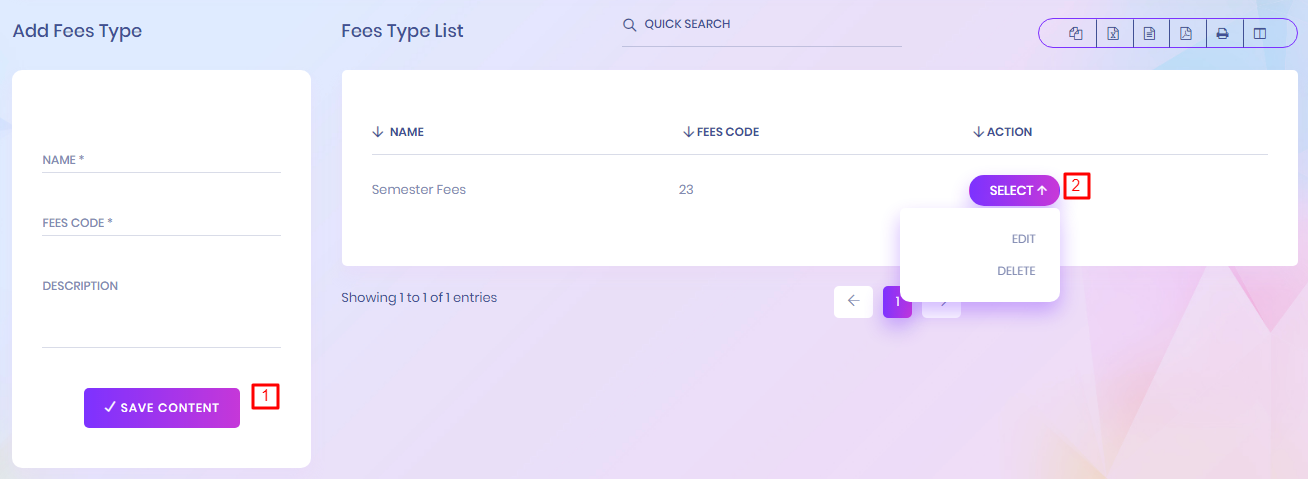 Add Fees Type
Fees Type List
QUICK SEARCH
NAME *
FEES CODE *
DESCRIPTION
SAVE CONTENT
1
NAME FEES CODE ACTION
Semester Fees 23 SELECT
2
EDIT
DELETE
Showing 1 to 1 of 1 entries
1